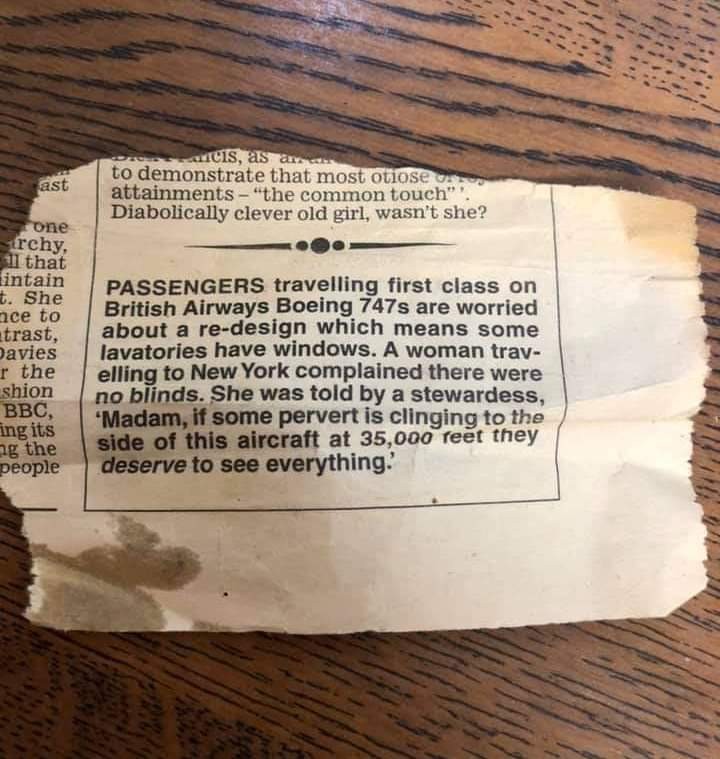 ast
one
archy,
all that
intain
t. She
nce to
trast,
Davies
r the
shion
BBC,
ing its
ng the
people
to demonstrate that most otiose
attainments – “the common touch”’.
Diabolically clever old girl, wasn’t she?
PASSENGERS travelling first class on
British Airways Boeing 747s are worried
about a re-design which means some
lavatories have windows. A woman trav-
elling to New York complained there were
no blinds. She was told by a stewardess,
‘Madam, if some pervert is clinging to the
side of this aircraft at 35,000 feet they
deserve to see everything.’